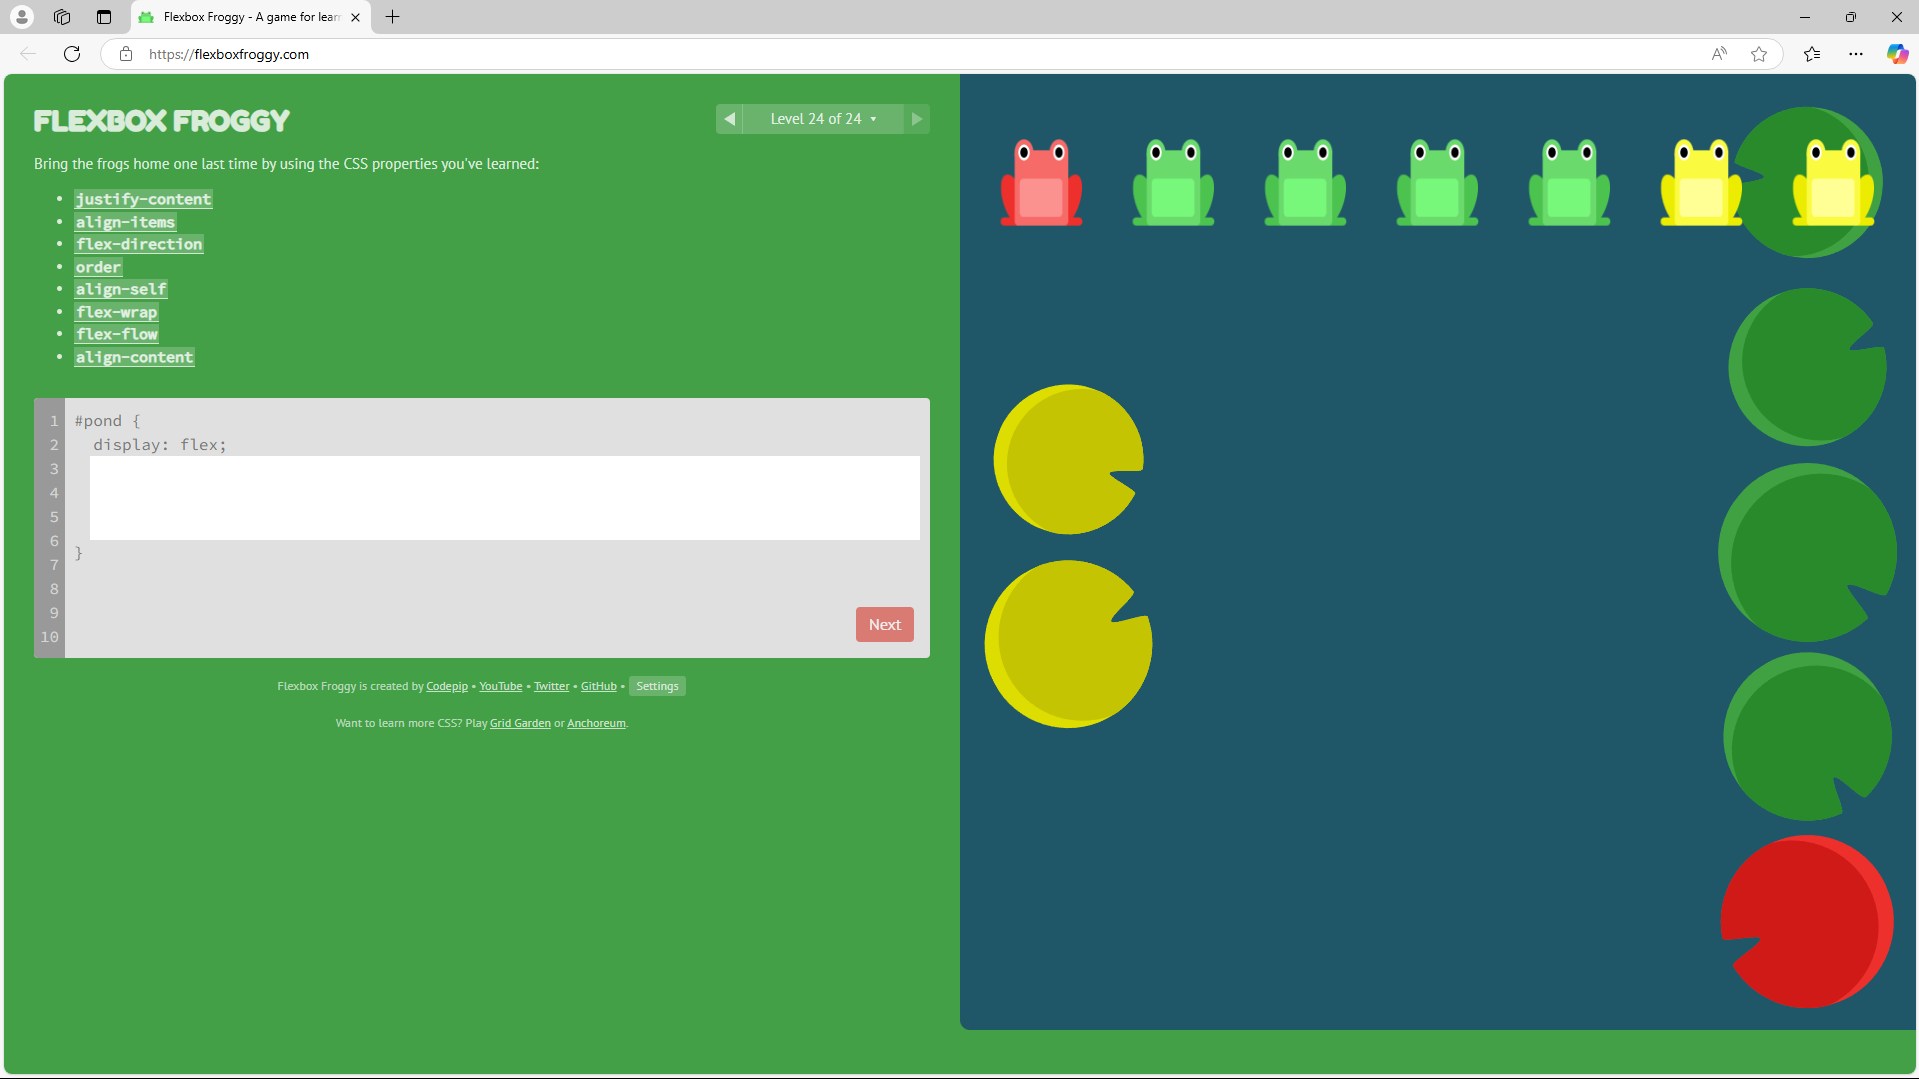 Flexbox Froggy - A game for lear
https://flexboxfroggy.com
FLEXBOX FROGGY
Level 24 of 24
Bring the frogs home one last time by using the CSS properties you've learned:
justify-content
align-items
flex-direction
order
align-self
flex-wrap
flex-flow
align-content
1 #pond {
2 display: flex;
3
4
5
6
}
7
8
9
10
Next
Flexbox Froggy is created by Codepip • YouTube • Twitter • GitHub • Settings
Want to learn more CSS? Play Grid Garden or Anchoreum.